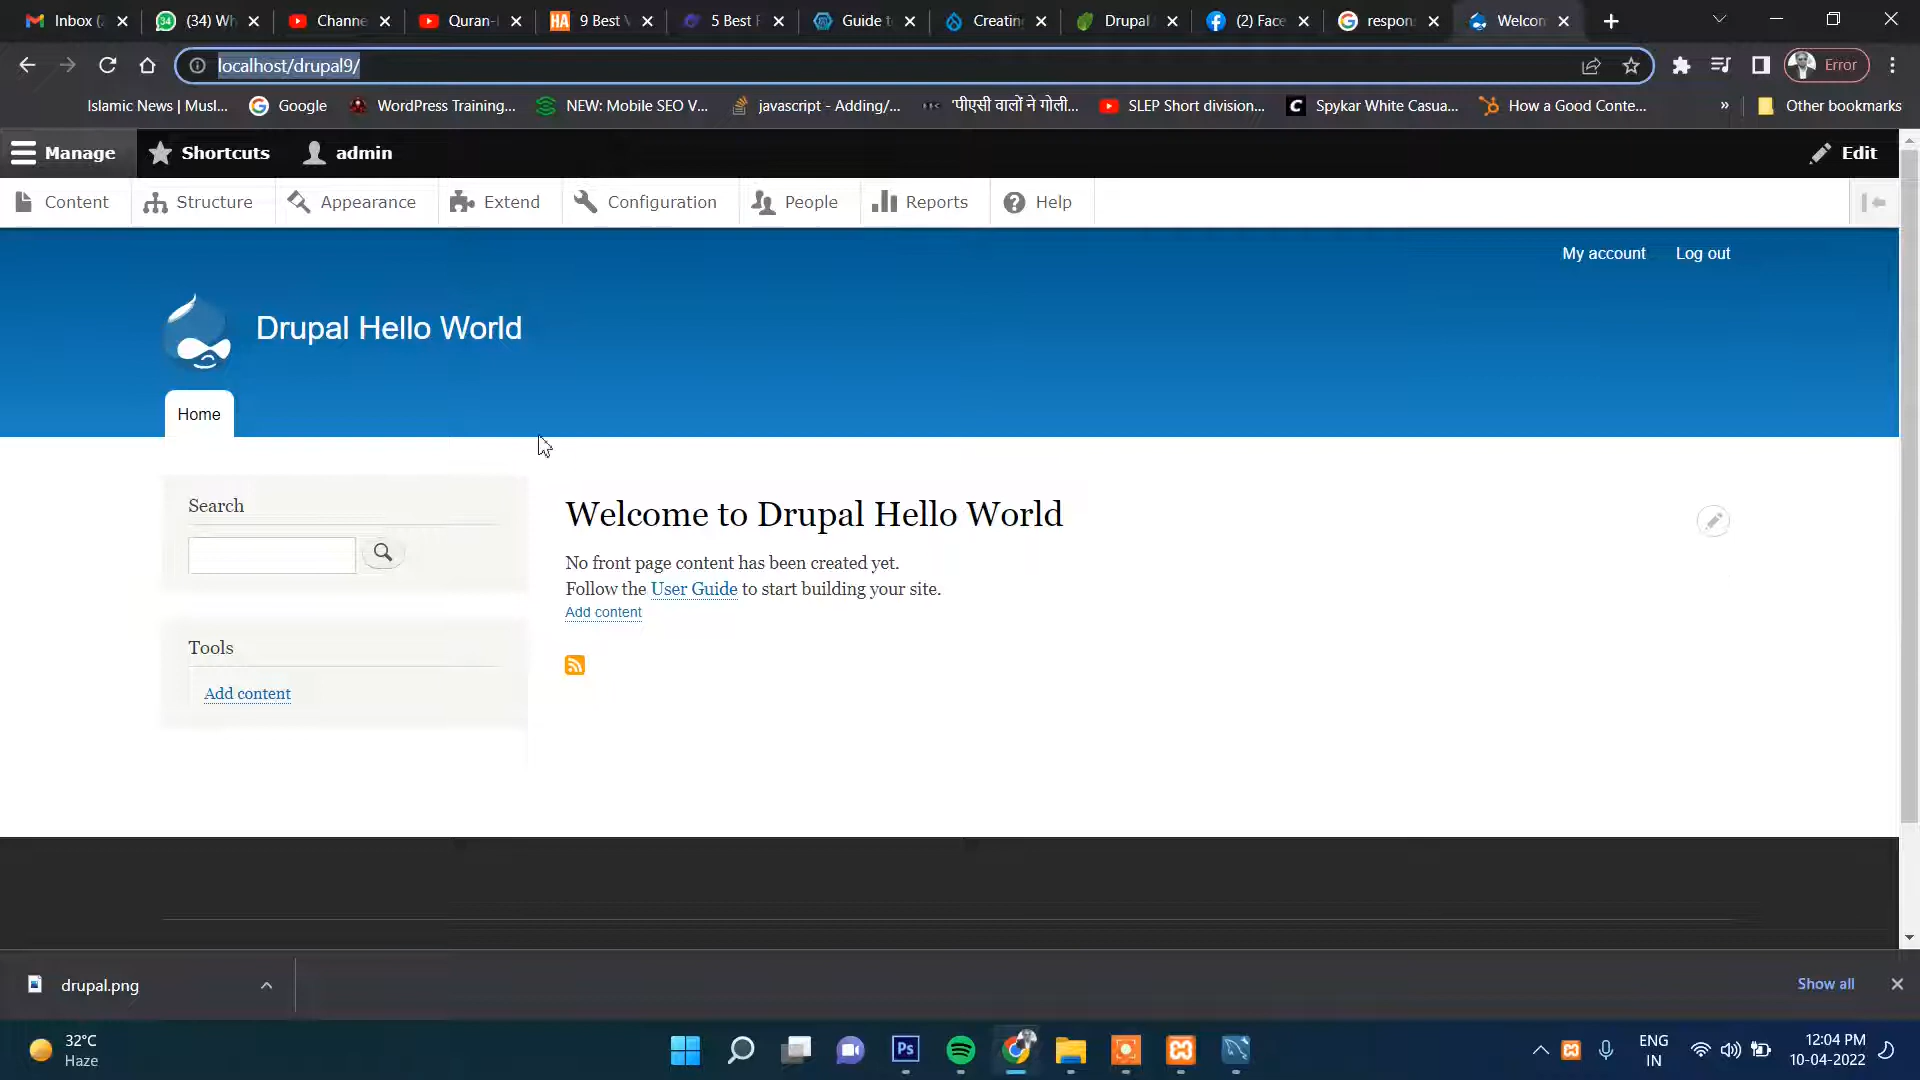 Inbox (
(34) Wh
Channe
Quran-
9 Best
5 Best
Guide t
Creatin
Drupal
(2) Face
respon
Welcon
localhost/drupal9/
Error
Islamic News | Musl...
Google
WordPress Training...
NEW: Mobile SEO V...
javascript - Adding/...
'पीएसी वालों ने गोली...
SLEP Short division...
Spykar White Casua...
How a Good Conte...
»
Other bookmarks
Manage
Shortcuts
admin
Edit
Content
Structure
Appearance
Extend
Configuration
People
Reports
Help
My account
Log out
Drupal Hello World
Home
Search
Welcome to Drupal Hello World
No front page content has been created yet.
Follow the User Guide to start building your site.
Add content
Tools
Add content
drupal.png
Show all
32°C
Haze
Ps
ENG
IN
12:04 PM
10-04-2022